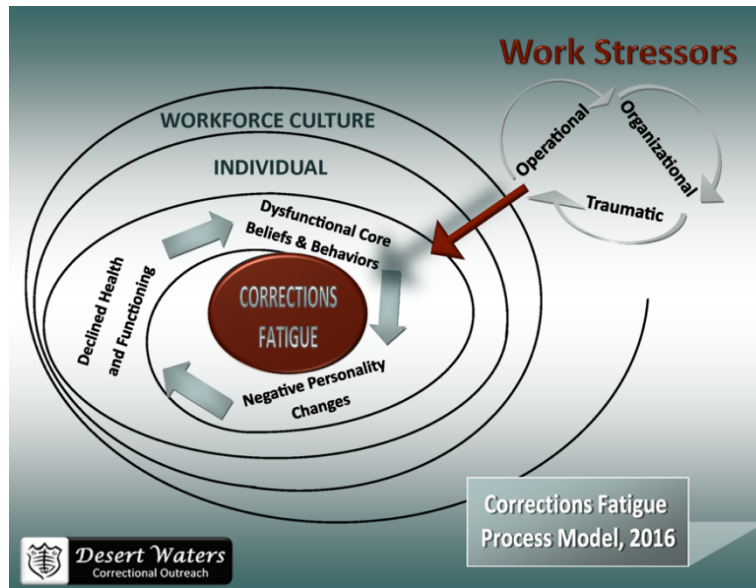 Work Stressors
Operational
Organizational
Traumatic
WORKFORCE CULTURE
INDIVIDUAL
Dysfunctional Core
Beliefs & Behaviors
CORRECTIONS
FATIGUE
Negative Personality
Changes
Declined Health
and Functioning
Corrections Fatigue
Process Model, 2016
Desert Waters
Correctional Outreach